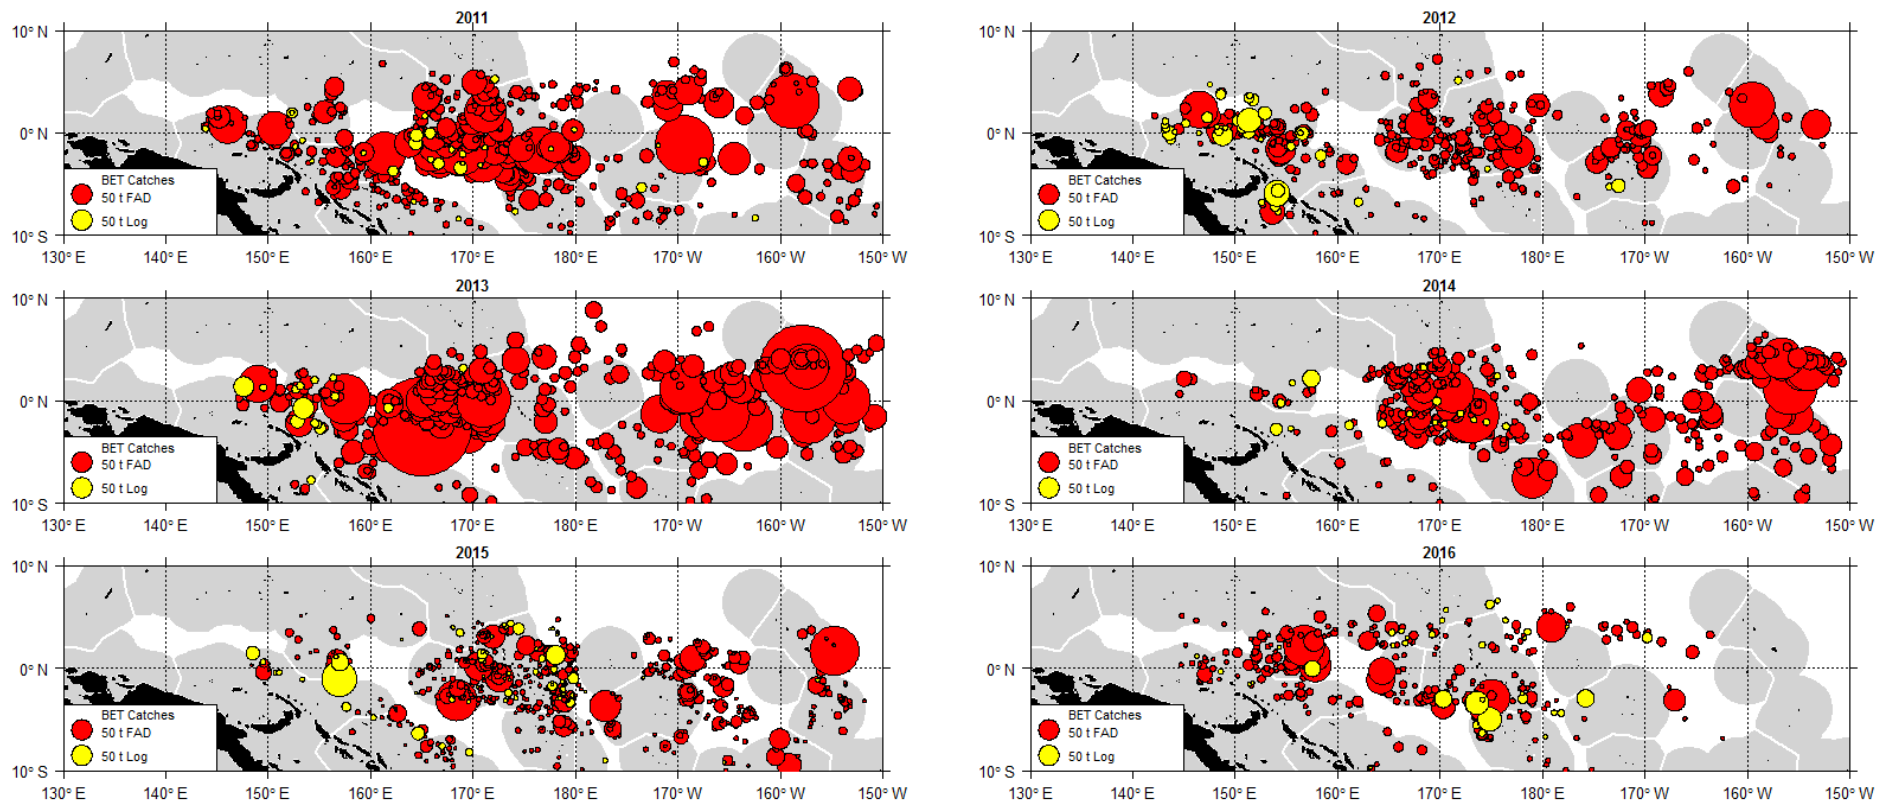 2011
10° N
0° N
10° S
BET Catches
50 t FAD
50 t Log
130° E 140° E 150° E 160° E 170° E 180° E 170° W 160° W 150° W
2012
10° N
0° N
10° S
BET Catches
50 t FAD
50 t Log
130° E 140° E 150° E 160° E 170° E 180° E 170° W 160° W 150° W
2013
10° N
0° N
10° S
BET Catches
50 t FAD
50 t Log
130° E 140° E 150° E 160° E 170° E 180° E 170° W 160° W 150° W
2014
10° N
0° N
10° S
BET Catches
50 t FAD
50 t Log
130° E 140° E 150° E 160° E 170° E 180° E 170° W 160° W 150° W
2015
10° N
0° N
10° S
BET Catches
50 t FAD
50 t Log
130° E 140° E 150° E 160° E 170° E 180° E 170° W 160° W 150° W
2016
10° N
0° N
10° S
BET Catches
50 t FAD
50 t Log
130° E 140° E 150° E 160° E 170° E 180° E 170° W 160° W 150° W